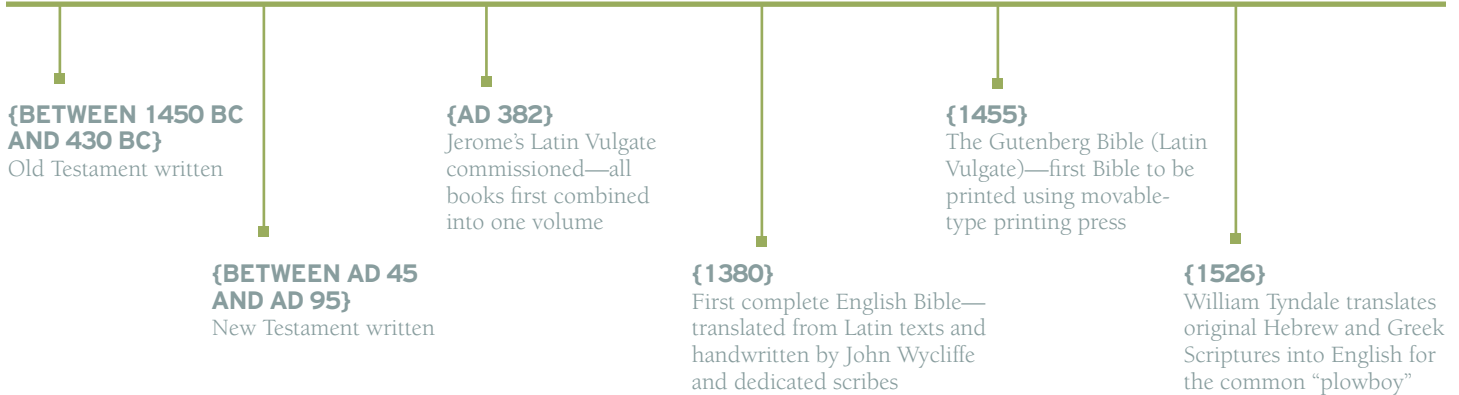 {BETWEEN 1450 BC
AND 430 BC}
Old Testament written
{BETWEEN AD 45
AND AD 95}
New Testament written
{AD 382}
Jerome’s Latin Vulgate
commissioned—all
books first combined
into one volume
{1380}
First complete English Bible—
translated from Latin texts and
handwritten by John Wycliffe
and dedicated scribes
{1455}
The Gutenberg Bible (Latin
Vulgate)—first Bible to be
printed using movable-
type printing press
{1526}
William Tyndale translates
original Hebrew and Greek
Scriptures into English for
the common “plowboy”